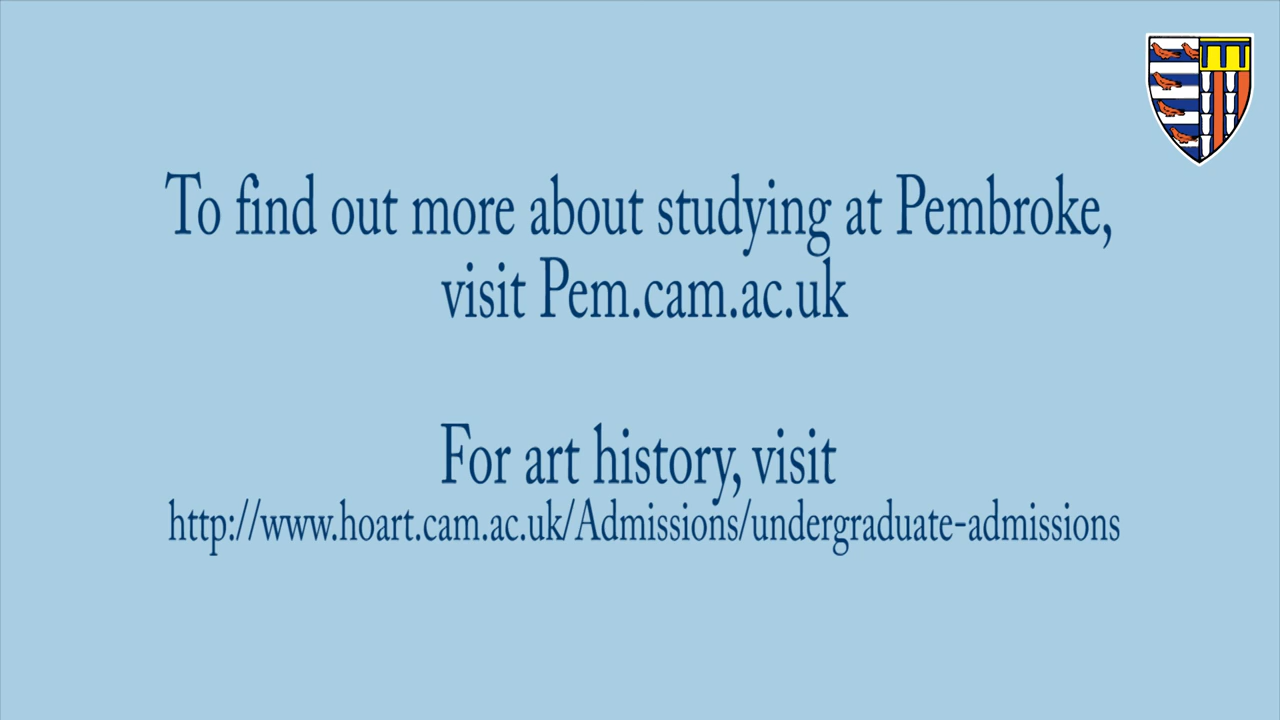 To find out more about studying at Pembroke,
visit Pem.cam.ac.uk
For art history, visit
http://www.hoart.cam.ac.uk/Admissions/undergraduate-admissions